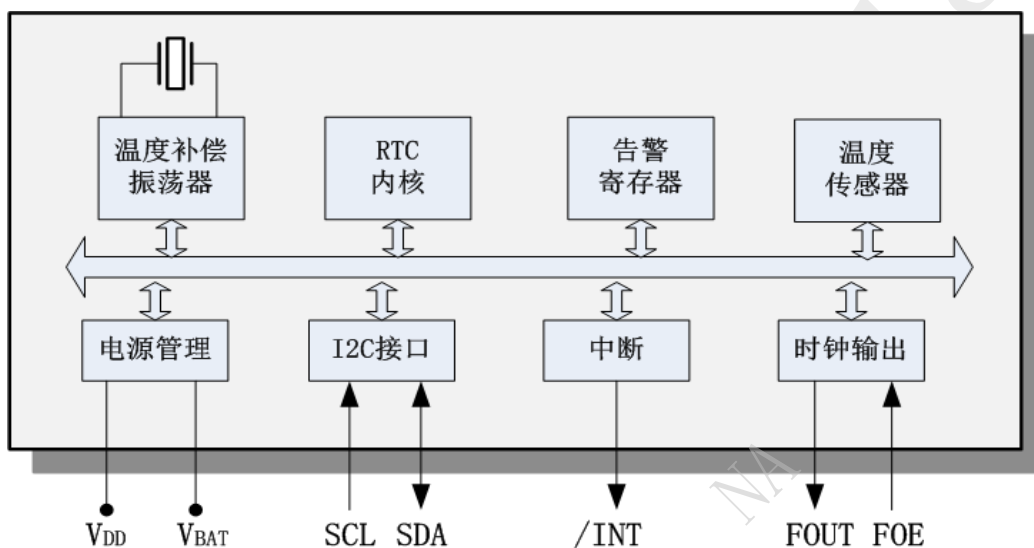 温度补偿
振荡器
RTC
内核
告警
寄存器
温度
传感器
电源管理
I2C接口
中断
时钟输出
VDD
VBAT
SCL
SDA
/INT
FOUT
FOE
NA